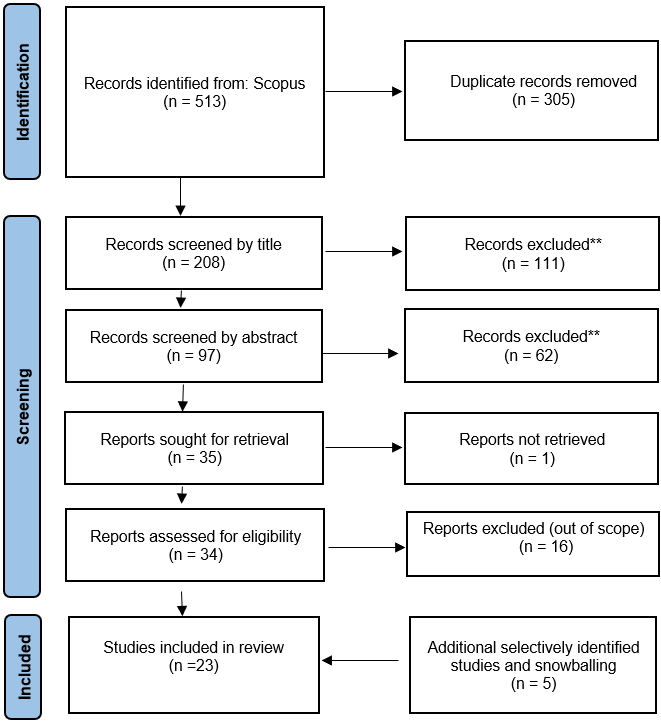 Identification
Records identified from: Scopus
(n = 513)
Duplicate records removed
(n = 305)
Screening
Records screened by title
(n = 208)
Records excluded**
(n = 111)
Records screened by abstract
(n = 97)
Records excluded**
(n = 62)
Reports sought for retrieval
(n = 35)
Reports not retrieved
(n = 1)
Reports assessed for eligibility
(n = 34)
Reports excluded (out of scope)
(n = 16)
Included
Studies included in review
(n =23)
Additional selectively identified
studies and snowballing
(n = 5)